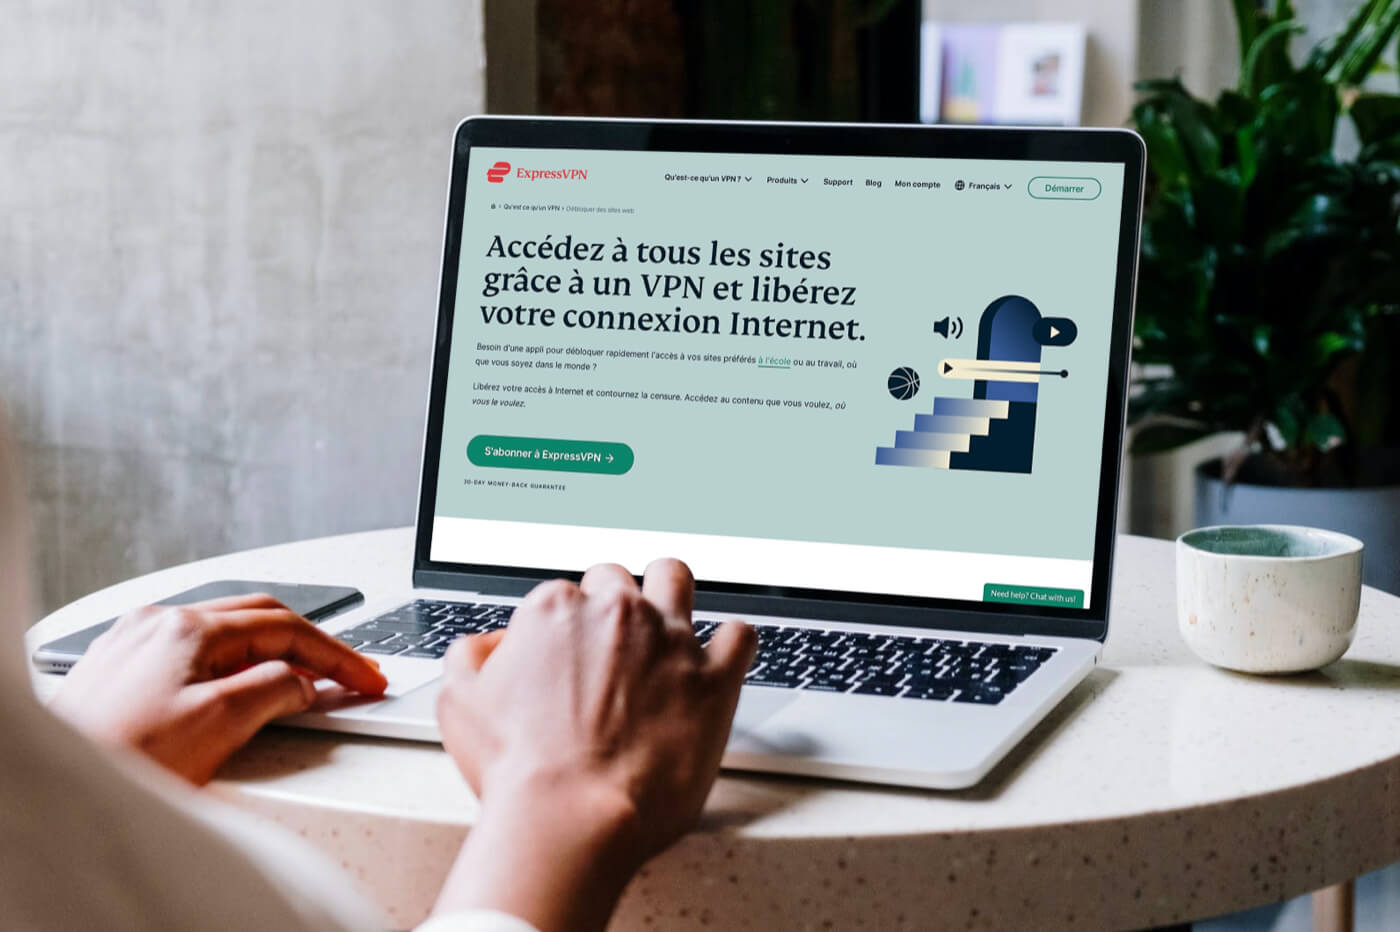 ExpressVPN
Qu'est-ce qu'un VPN ? Produits Support Blog Mon compte Français Démarrer
Qu'est ce qu'un VPN › Débloquer des sites web
Accédez à tous les sites
grâce à un VPN et libérez
votre connexion Internet.
Besoin d'une appli pour débloquer rapidement l'accès à vos sites préférés à l'école ou au travail, où
que vous soyez dans le monde ?
Libérez votre accès à Internet et contournez la censure. Accédez au contenu que vous voulez, où
vous le voulez.
S'abonner à ExpressVPN →
30-DAY MONEY-BACK GUARANTEE
Need help? Chat with us!